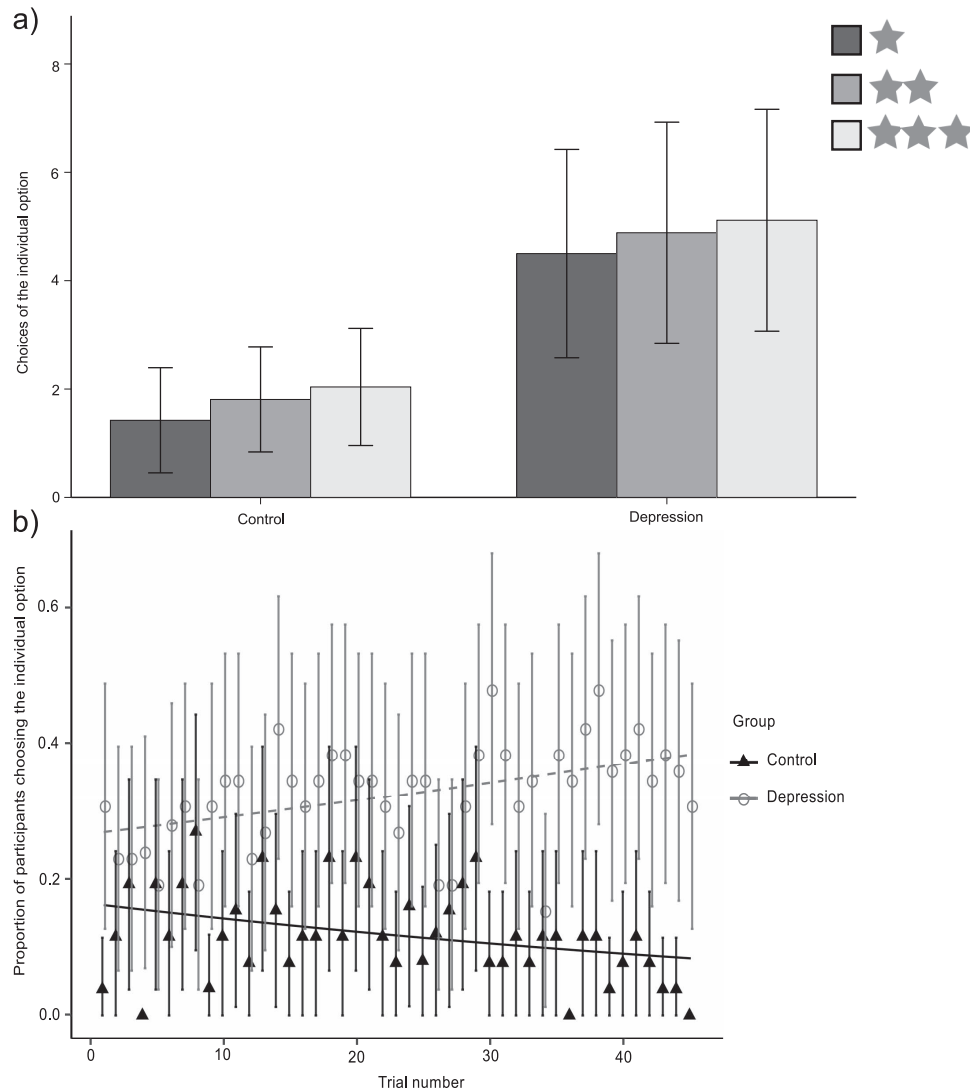 a)
8
6
4
2
0
Choices of the individual option
Control
Depression
b)
0.6
0.4
0.2
0.0
Proportion of participants choosing the individual option
0
10
20
30
40
Trial number
Group
Control
Depression